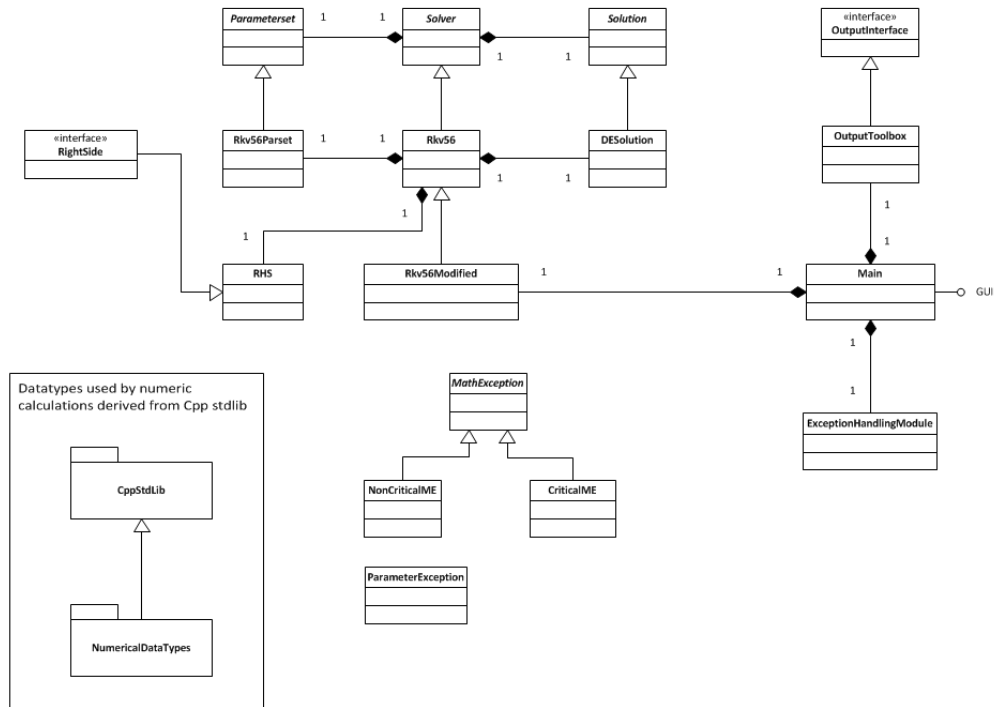 Parameterset
1
1
Solver
1
1
Solution
«interface»
OutputInterface
«interface»
RightSide
Rkv56Parset
1
1
Rkv56
1
1
DESolution
OutputToolbox
1
1
1
1
RHS
Rkv56Modified
1
1
Main
GUI
1
1
Datatypes used by numeric
calculations derived from Cpp stdlib
CppStdLib
NumericalDataTypes
MathException
NonCriticalME
CriticalME
ParameterException
ExceptionHandlingModule